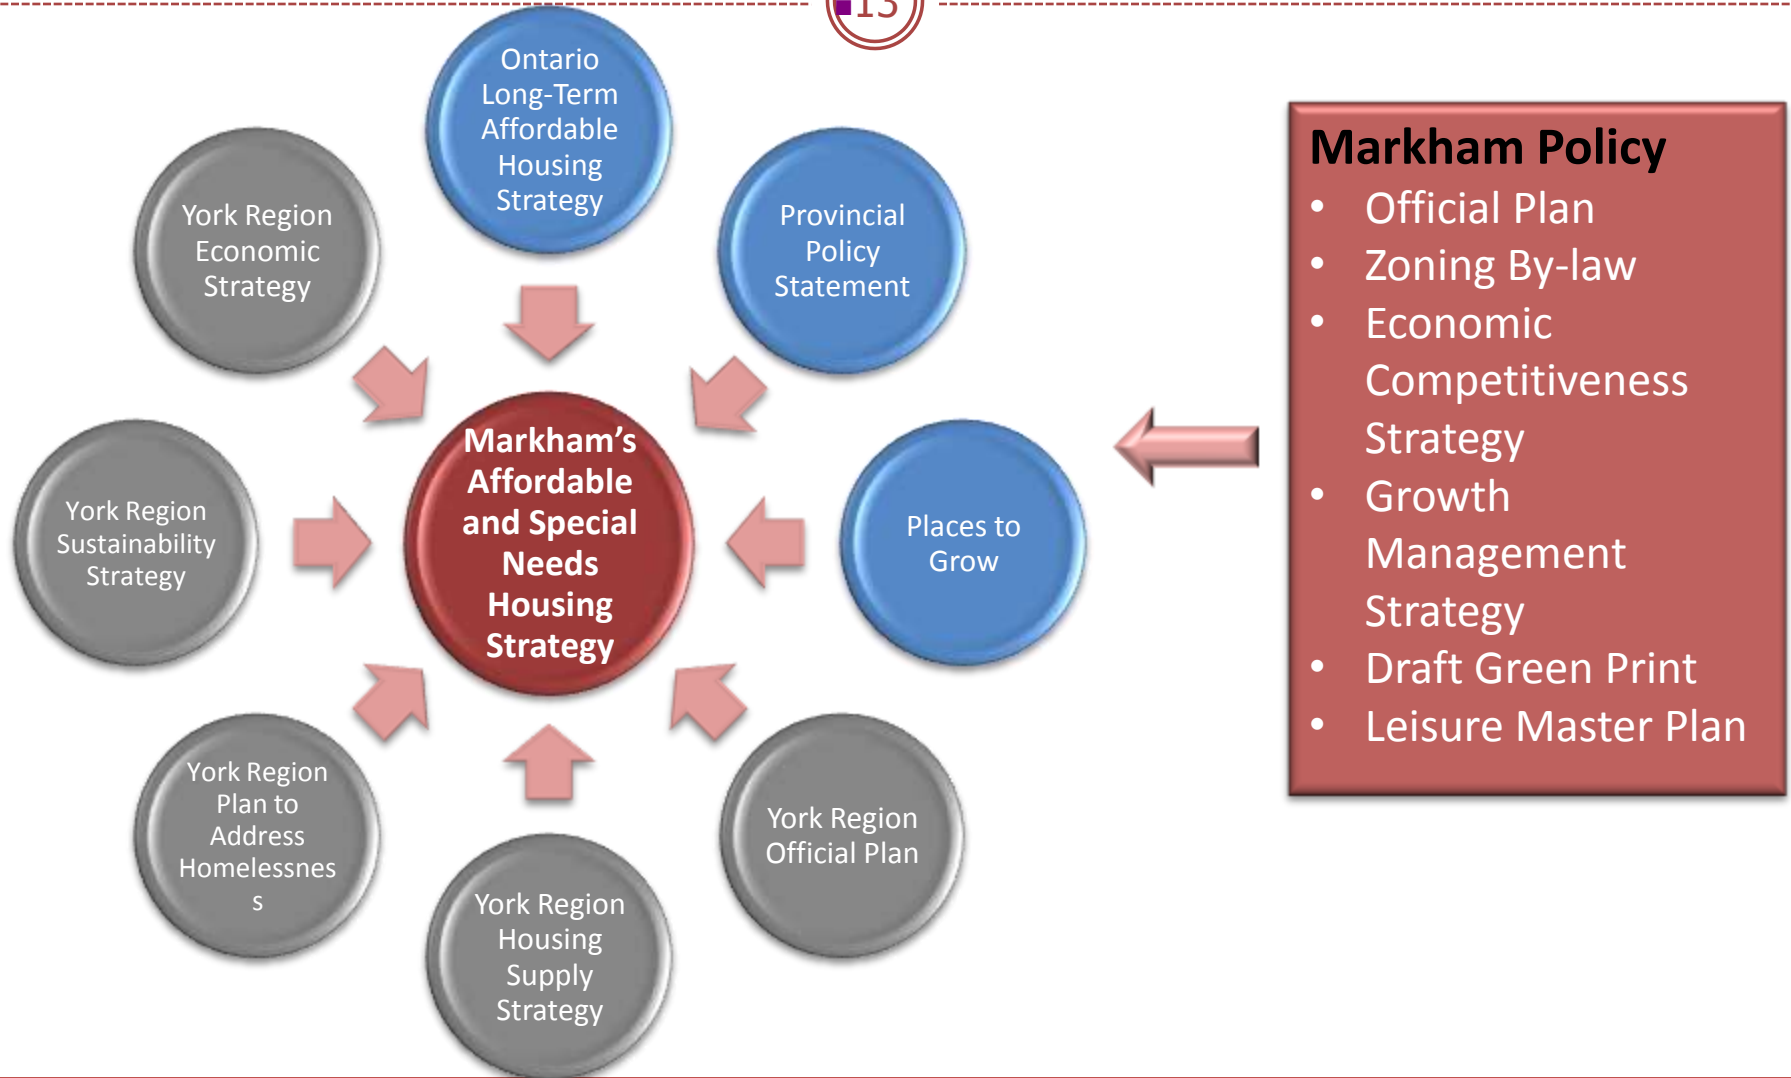 13
Ontario
Long-Term
Affordable
Housing
Strategy
Provincial
Policy
Statement
Places to
Grow
York Region
Official Plan
York Region
Housing
Supply
Strategy
York Region
Plan to
Address
Homelessnes
s
York Region
Sustainability
Strategy
York Region
Economic
Strategy
Markham’s
Affordable
and Special
Needs
Housing
Strategy
Markham Policy
• Official Plan
• Zoning By-law
• Economic
Competitiveness
Strategy
• Growth
Management
Strategy
• Draft Green Print
• Leisure Master Plan